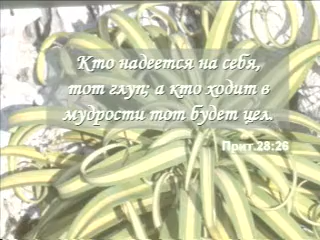 Кто надеется на себя,
тот глуп; а кто ходит в
мудрости тот будет цел.
Прит.28:26